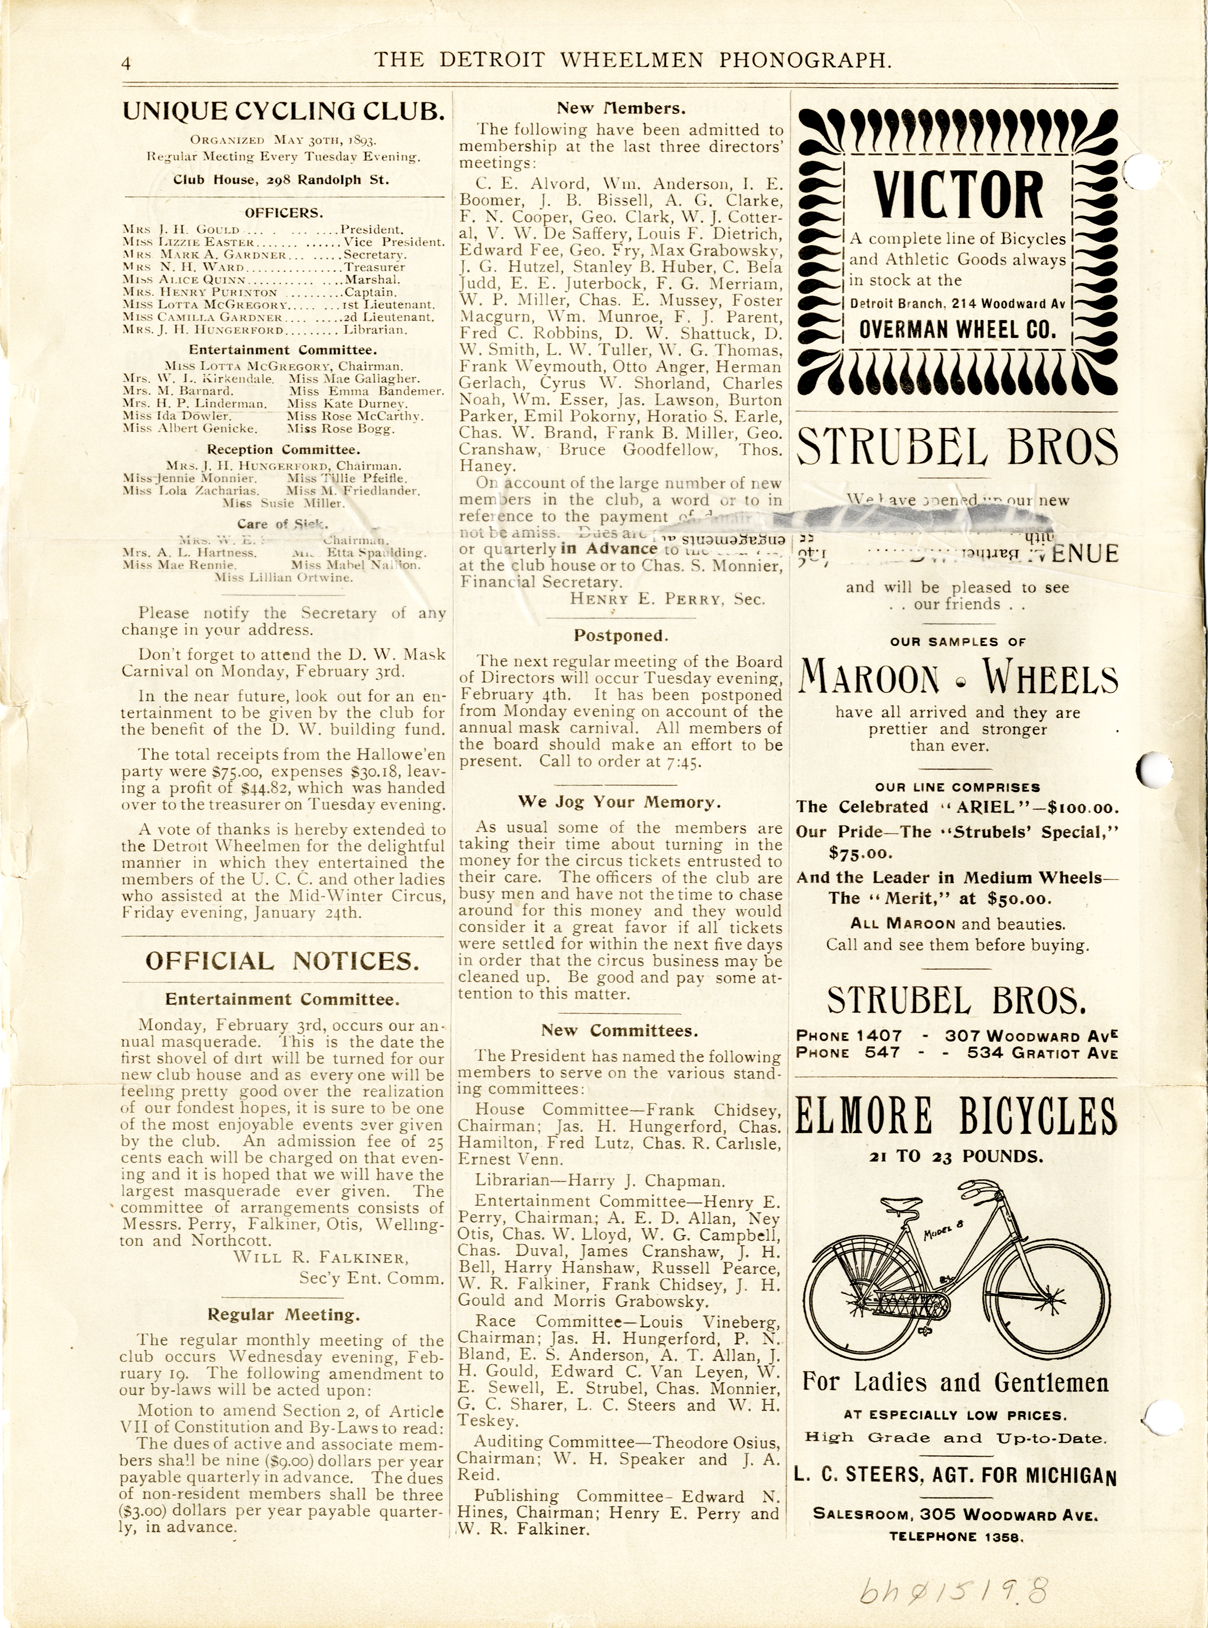 4
THE DETROIT WHEELMEN PHONOGRAPH.
UNIQUE CYCLING CLUB.
ORGANIZED MAY 30TH, 1893.
Regular Meeting Every Tuesday Evening.
Club House, 298 Randolph St.
OFFICERS.
MRS J. H. GOULD ... . ... ....President.
MISS LIZZIE EASTER....... ......Vice President.
MRS MARK A. GARDNER... .....Secretary.
MRS N. H. WARD...............Treasurer
MISS ALICE QUINN..............Marshal.
MRS. HENRY PURINTON .........Captain.
MISS LOTTA MCGREGORY.... ....1st Lieutenant.
MISS CAMILLA GARDNER ... .....2d Lieutenant.
MRS. J. H. HUNGERFORD......... Librarian.
Entertainment Committee.
MISS LOTTA MCGREGORY, Chairman.
Mrs. W. L. Kirkendale. Miss Mae Gallagher.
Mrs. M. Barnard. Miss Emma Bandemer.
Mrs. H. P. Linderman. Miss Kate Durney.
Miss Ida Dowler. Miss Rose McCarthy.
Miss Albert Genicke. Miss Rose Bogg.
Reception Committee.
MRS. J. H. HUNGERFORD, Chairman.
Miss Jennie Monnier. Miss Tillie Pfeifle.
Miss Lola Zacharias. Miss M. Friedlander.
Miss Susie Miller.
Care of Sick.
Mrs. W. E. Chairman.
Mrs. A. L. Hartness. Etta Spaulding.
Miss Mae Rennie. Miss Mabel Nallion.
Miss Lillian Ortwine.
Please notify the Secretary of any
change in your address.
Don't forget to attend the D. W. Mask
Carnival on Monday, February 3rd.
In the near future, look out for an en-
tertainment to be given by the club for
the benefit of the D. W. building fund.
The total receipts from the Hallowe'en
party were $75.00, expenses $30.18, leav-
ing a profit of $44.82, which was handed
over to the treasurer on Tuesday evening.
A vote of thanks is hereby extended to
the Detroit Wheelmen for the delightful
manner in which they entertained the
members of the U. C. C. and other ladies
who assisted at the Mid-Winter Circus,
Friday evening, January 24th.
OFFICIAL NOTICES.
Entertainment Committee.
Monday, February 3rd, occurs our an-
nual masquerade. This is the date the
first shovel of dirt will be turned for our
new club house and as every one will be
feeling pretty good over the realization
of our fondest hopes, it is sure to be one
of the most enjoyable events ever given
by the club. An admission fee of 25
cents each will be charged on that even-
ing and it is hoped that we will have the
largest masquerade ever given. The
committee of arrangements consists of
Messrs. Perry, Falkiner, Otis, Welling-
ton and Northcott.
WILL R. FALKINER,
Sec'y Ent. Comm.
Regular Meeting.
The regular monthly meeting of the
club occurs Wednesday evening, Feb-
ruary 19. The following amendment to
our by-laws will be acted upon:
Motion to amend Section 2, of Article
VII of Constitution and By-Laws to read:
The dues of active and associate mem-
bers shall be nine ($9.00) dollars per year
payable quarterly in advance. The dues
of non-resident members shall be three
($3.00) dollars per year payable quarter-
ly, in advance.
New Members.
The following have been admitted to
membership at the last three directors'
meetings:
C. E. Alvord, Wm. Anderson, I. E.
Boomer, J. B. Bissell, A. G. Clarke,
F. N. Cooper, Geo. Clark, W. J. Cotter-
al, V. W. De Saffery, Louis F. Dietrich,
Edward Fee, Geo. Fry, Max Grabowsky,
J. G. Hutzel, Stanley B. Huber, C. Bela
Judd, E. E. Juterbock, F. G. Merriam,
W. P. Miller, Chas. E. Mussey, Foster
Macgurn, Wm. Munroe, F. J. Parent,
Fred C. Robbins, D. W. Shattuck, D.
W. Smith, L. W. Tuller, W. G. Thomas,
Frank Weymouth, Otto Anger, Herman
Gerlach, Cyrus W. Shorland, Charles
Noah, Wm. Esser, Jas. Lawson, Burton
Parker, Emil Pokorny, Horatio S. Earle,
Chas. W. Brand, Frank B. Miller, Geo.
Cranshaw, Bruce Goodfellow, Thos.
Haney.
On account of the large number of new
members in the club, a word or to in
reference to the payment of
not be amiss. Dues are engagements
or quarterly in Advance to the
at the club house or to Chas. S. Monnier,
Financial Secretary.
HENRY E. PERRY, Sec.
Postponed.
The next regular meeting of the Board
of Directors will occur Tuesday evening,
February 4th. It has been postponed
from Monday evening on account of the
annual mask carnival. All members of
the board should make an effort to be
present. Call to order at 7:45.
We Jog Your Memory.
As usual some of the members are
taking their time about turning in the
money for the circus tickets entrusted to
their care. The officers of the club are
busy men and have not the time to chase
around for this money and they would
consider it a great favor if all tickets
were settled for within the next five days
in order that the circus business may be
cleaned up. Be good and pay some at-
tention to this matter.
New Committees.
The President has named the following
members to serve on the various stand-
ing committees:
House Committee—Frank Chidsey,
Chairman; Jas. H. Hungerford, Chas.
Hamilton, Fred Lutz, Chas. R. Carlisle,
Ernest Venn.
Librarian—Harry J. Chapman.
Entertainment Committee—Henry E.
Perry, Chairman; A. E. D. Allan, Ney
Otis, Chas. W. Lloyd, W. G. Campbell,
Chas. Duval, James Cranshaw, J. H.
Bell, Harry Hanshaw, Russell Pearce,
W. R. Falkiner, Frank Chidsey, J. H.
Gould and Morris Grabowsky.
Race Committee—Louis Vineberg,
Chairman; Jas. H. Hungerford, P. N.
Bland, E. S. Anderson, A. T. Allan, J.
H. Gould, Edward C. Van Leyen, W.
E. Sewell, E. Strubel, Chas. Monnier,
G. C. Sharer, L. C. Steers and W. H.
Teskey.
Auditing Committee—Theodore Osius,
Chairman; W. H. Speaker and J. A.
Reid.
Publishing Committee- Edward N.
Hines, Chairman; Henry E. Perry and
W. R. Falkiner.
VICTOR
A complete line of Bicycles
and Athletic Goods always
in stock at the
Detroit Branch, 214 Woodward Av
OVERMAN WHEEL CO.
STRUBEL BROS
We have opened up our new
AVENUE
and will be pleased to see
. . our friends . .
OUR SAMPLES OF
MAROON • WHEELS
have all arrived and they are
prettier and stronger
than ever.
OUR LINE COMPRISES
The Celebrated "ARIEL"—$100.00.
Our Pride—The "Strubels' Special,"
$75.00.
And the Leader in Medium Wheels—
The "Merit," at $50.00.
ALL MAROON and beauties.
Call and see them before buying.
STRUBEL BROS.
PHONE 1407 - 307 WOODWARD AVE
PHONE 547 - - 534 GRATIOT AVE
ELMORE BICYCLES
21 TO 23 POUNDS.
MODEL 8
For Ladies and Gentlemen
AT ESPECIALLY LOW PRICES.
High Grade and Up-to-Date.
L. C. STEERS, AGT. FOR MICHIGAN
SALESROOM, 305 WOODWARD AVE.
TELEPHONE 1358.
bhø1519.8